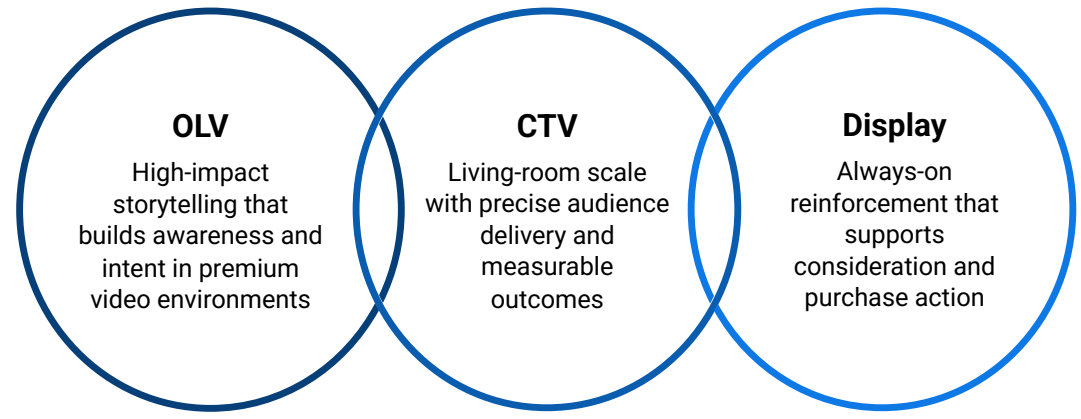 OLV
High-impact
storytelling that
builds awareness and
intent in premium
video environments
CTV
Living-room scale
with precise audience
delivery and
measurable
outcomes
Display
Always-on
reinforcement that
supports
consideration and
purchase action